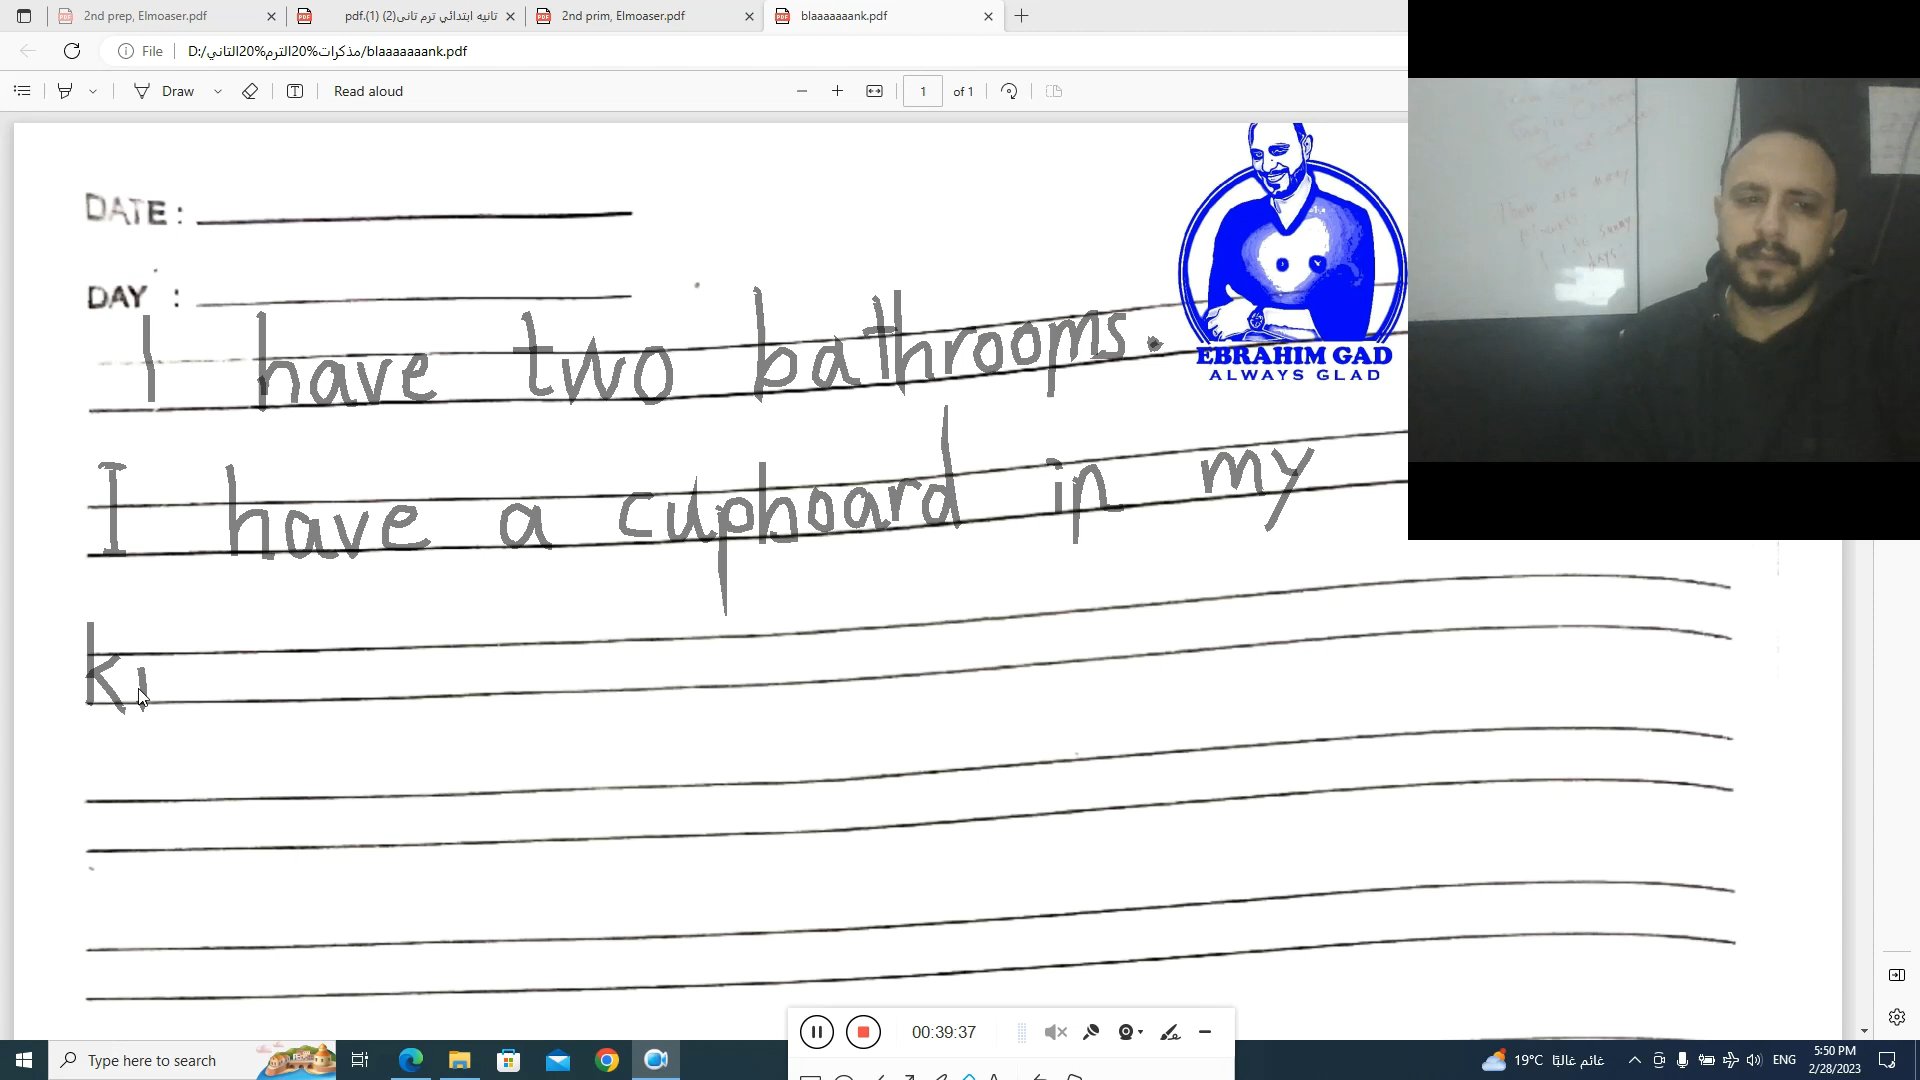 2nd prep, Elmoaser.pdf
ثانيه ابتدائي ترم تانى(2) (1).pdf
2nd prim, Elmoaser.pdf
blaaaaaaank.pdf
File
D:/مذكرات%20الترم%20التاني/blaaaaaaank.pdf
Draw
Read aloud
1
of 1
DATE :
DAY :
I have two bathrooms.
I have a cupboard in my
ki
EBRAHIM GAD
ALWAYS GLAD
00:39:37
Type here to search
19°C غائم غالبًا
ENG
5:50 PM
2/28/2023